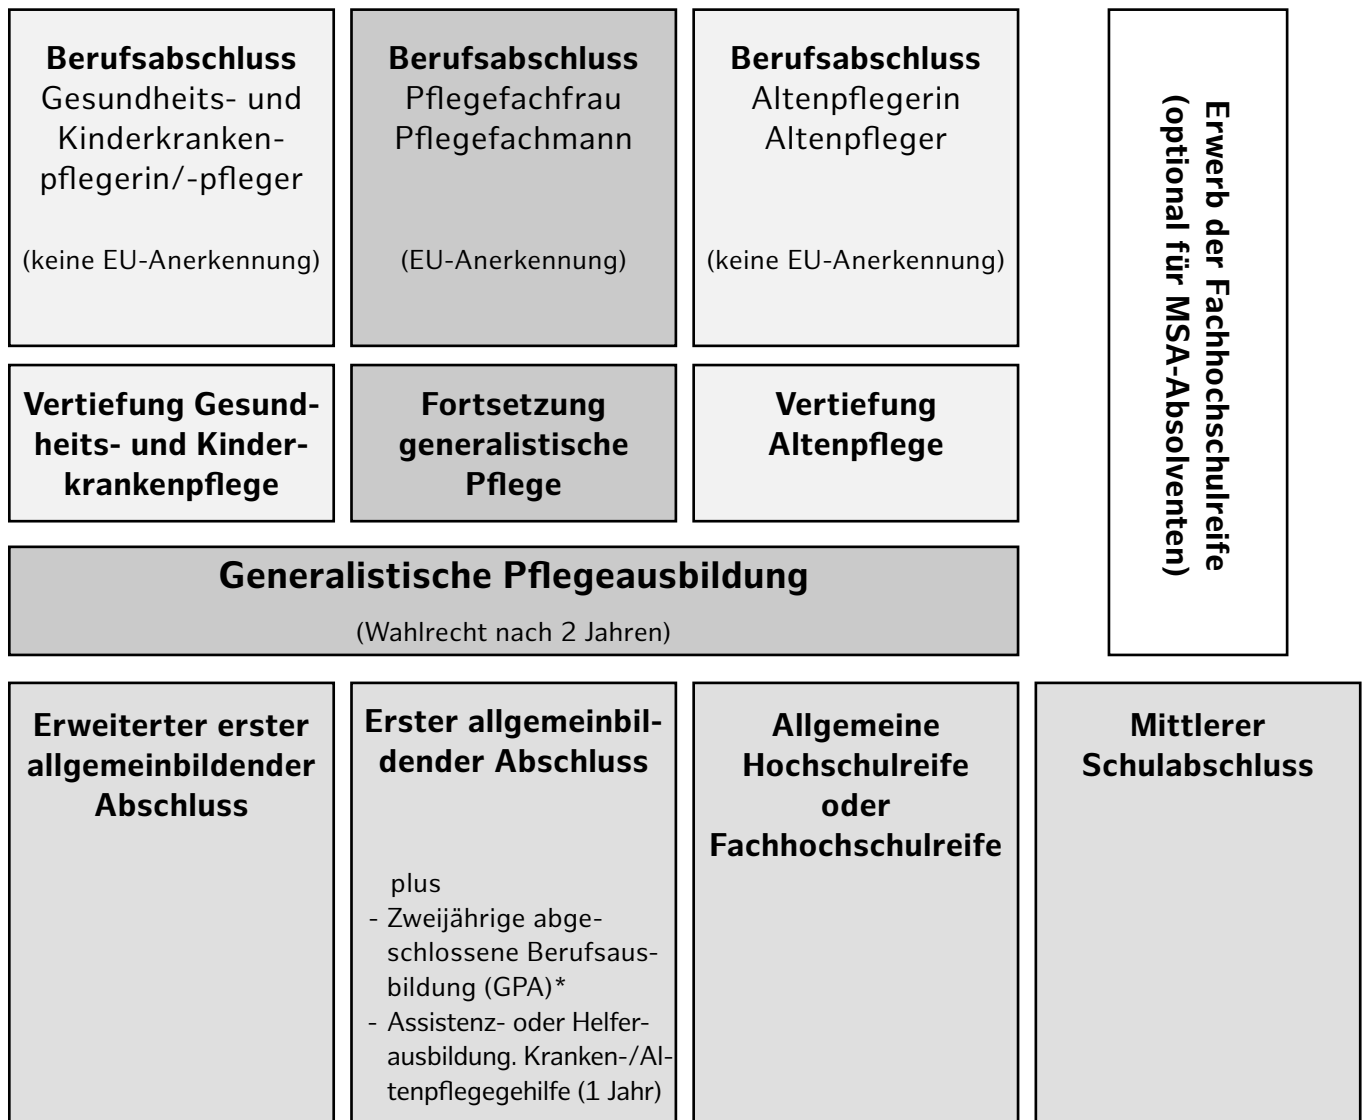 Berufsabschluss
Gesundheits- und
Kinderkranken-
pflegerin/-pfleger
(keine EU-Anerkennung)
Berufsabschluss
Pflegefachfrau
Pflegefachmann
(EU-Anerkennung)
Berufsabschluss
Altenpflegerin
Altenpfleger
(keine EU-Anerkennung)
Erwerb der Fachhochschulreife
(optional für MSA-Absolventen)
Vertiefung Gesund-
heits- und Kinder-
krankenpflege
Fortsetzung
generalistische
Pflege
Vertiefung
Altenpflege
Generalistische Pflegeausbildung
(Wahlrecht nach 2 Jahren)
Erweiterter erster
allgemeinbildender
Abschluss
Erster allgemeinbil-
dender Abschluss
plus
- Zweijährige abge-
schlossene Berufsaus-
bildung (GPA)*
- Assistenz- oder Helfer-
ausbildung. Kranken-/Al-
tenpflegegehilfe (1 Jahr)
Allgemeine
Hochschulreife
oder
Fachhochschulreife
Mittlerer
Schulabschluss